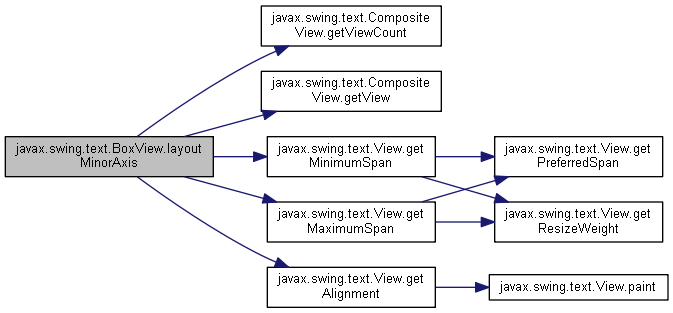 javax.swing.text.Composite
View.getViewCount
javax.swing.text.Composite
View.getView
javax.swing.text.BoxView.layout
MinorAxis
javax.swing.text.View.get
MinimumSpan
javax.swing.text.View.get
PreferredSpan
javax.swing.text.View.get
MaximumSpan
javax.swing.text.View.get
ResizeWeight
javax.swing.text.View.get
Alignment
javax.swing.text.View.paint